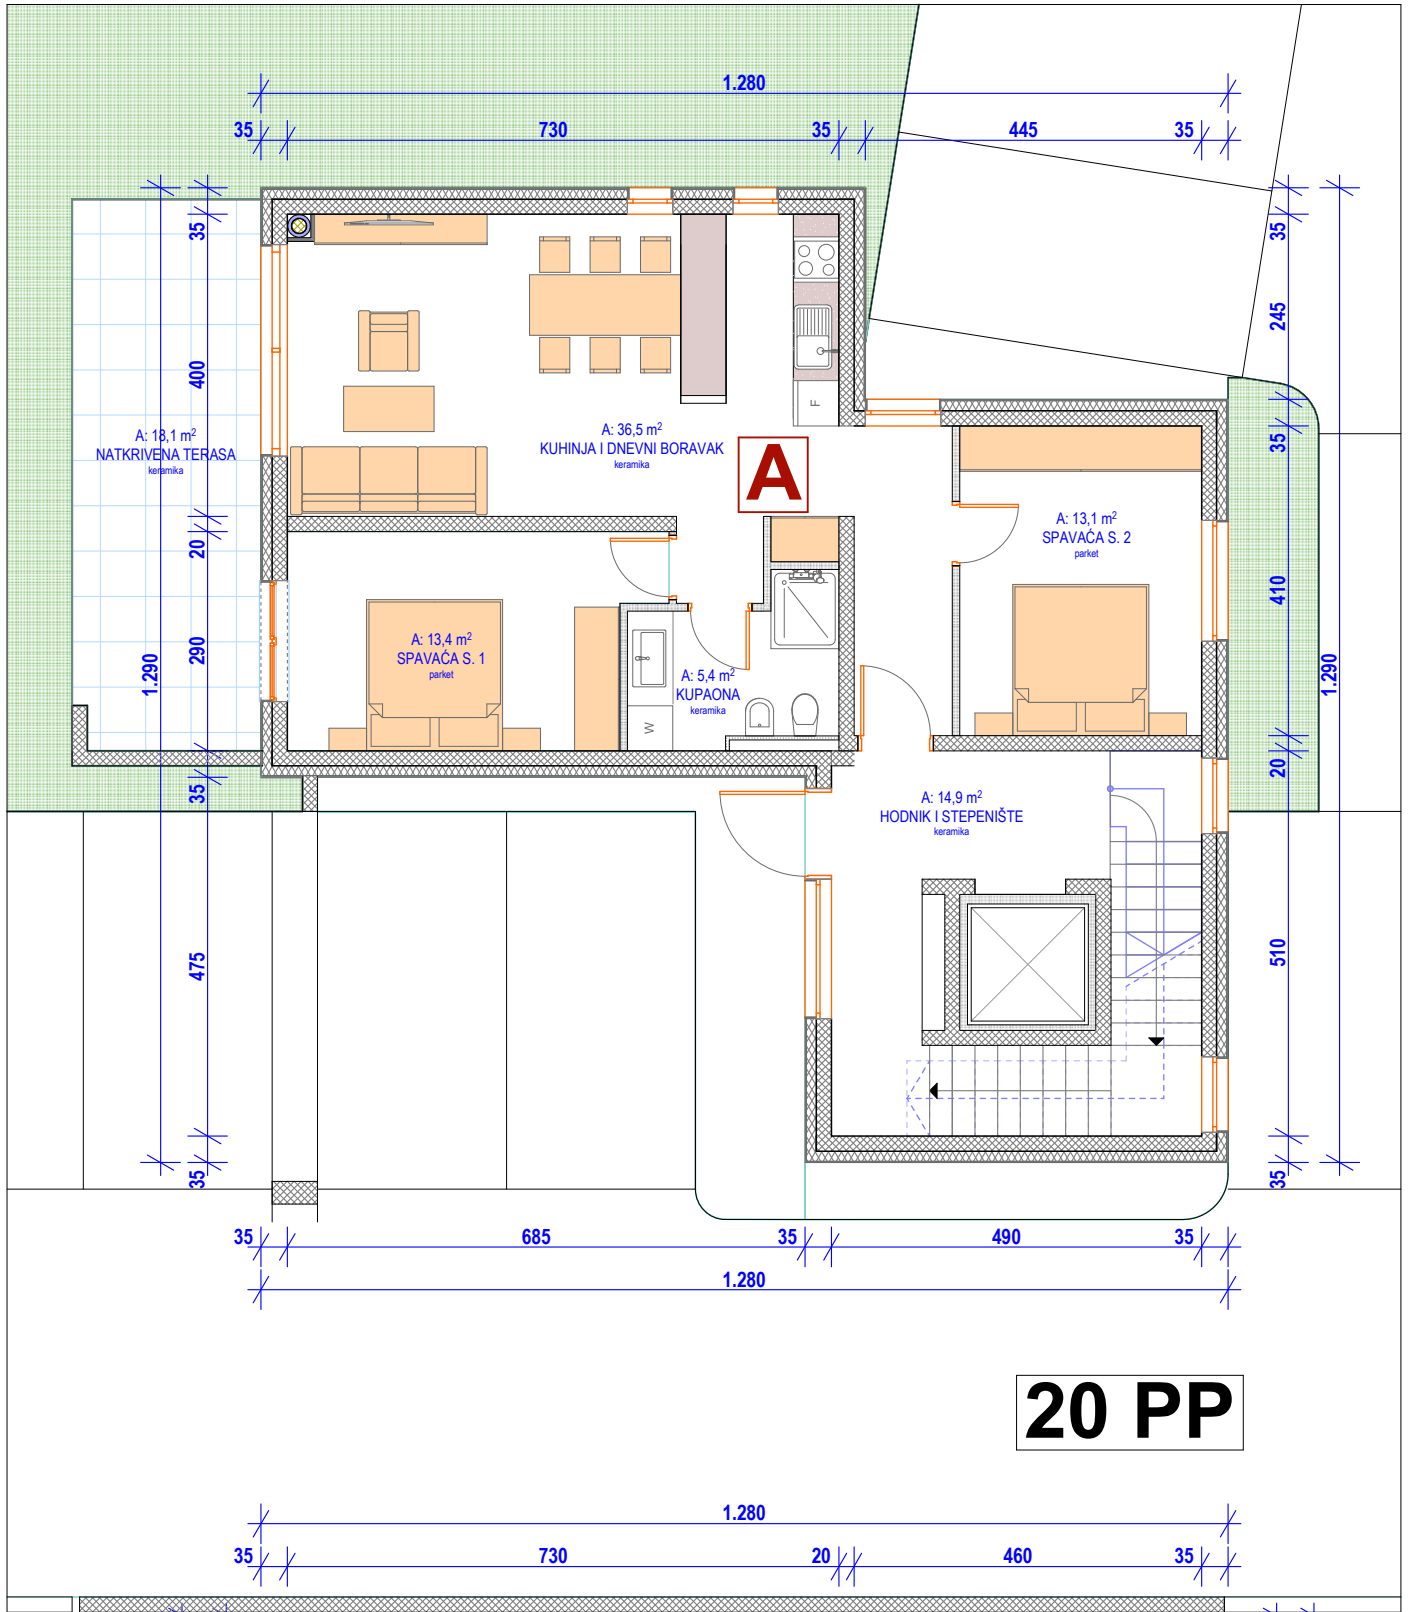 1.280
35 730 35 445 35
35
400
20
290
35
475
35
1.290
35
245
35
410
20
510
35
1.290
A: 18,1 m²
NATKRIVENA TERASA
keramika
A: 36,5 m²
KUHINJA I DNEVNI BORAVAK
keramika
F
A
A: 13,1 m²
SPAVAĆA S. 2
parket
A: 13,4 m²
SPAVAĆA S. 1
parket
A: 5,4 m²
KUPAONA
keramika
W
A: 14,9 m²
HODNIK I STEPENIŠTE
keramika
35 685 35 490 35
1.280
20 PP
1.280
35 730 20 460 35